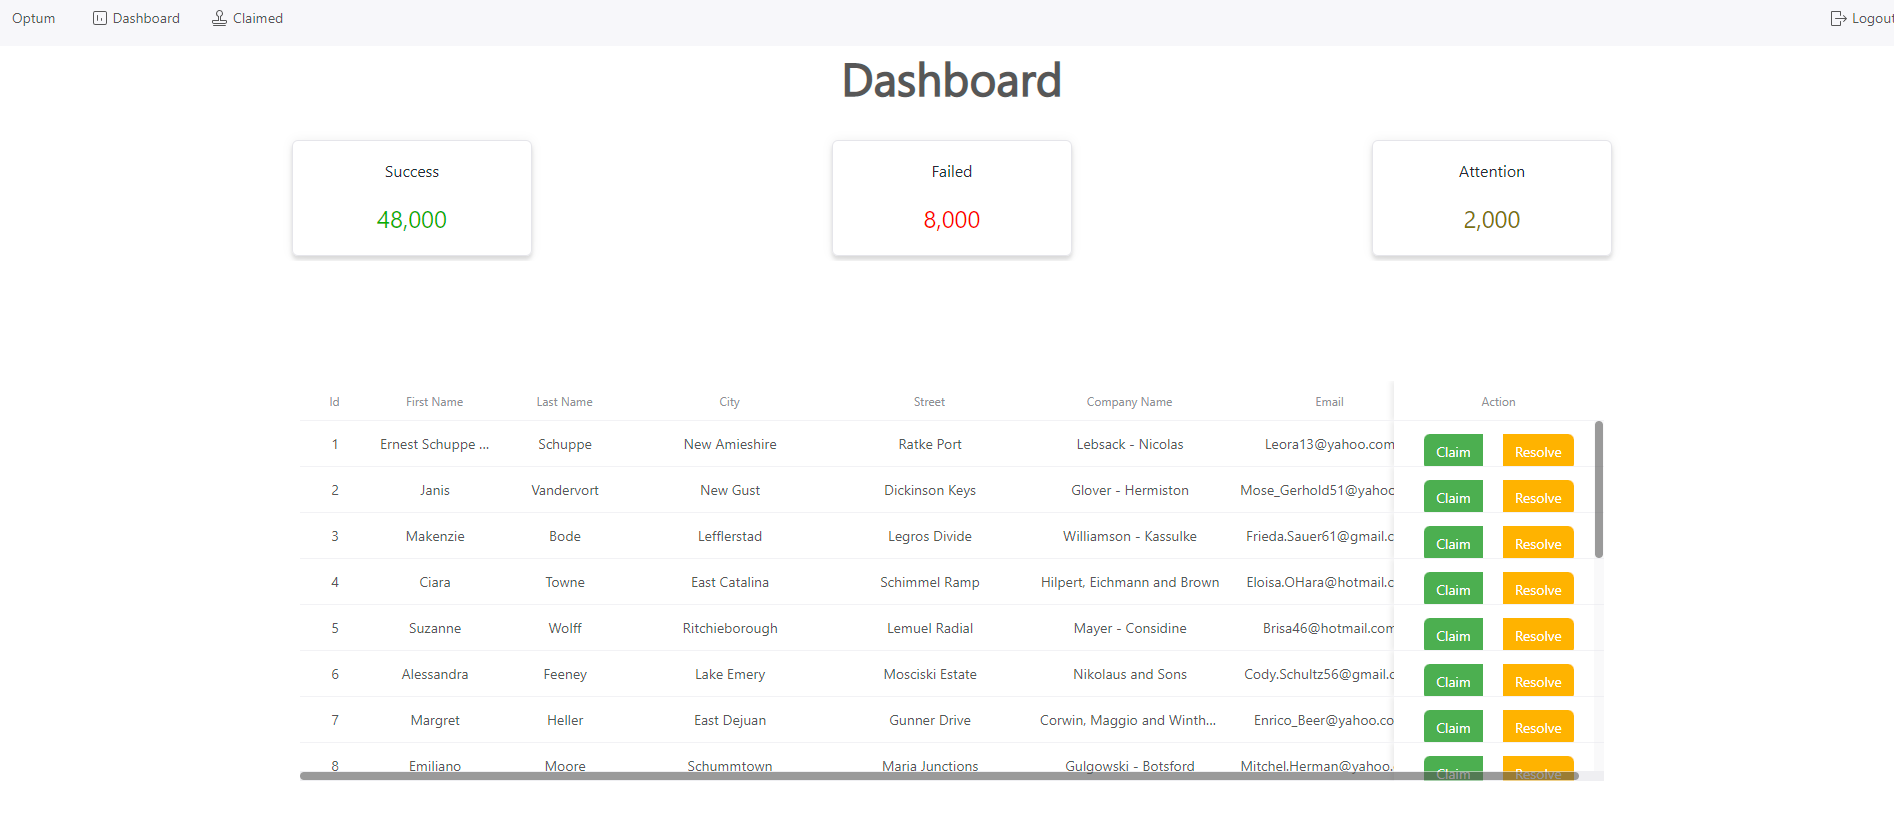 Optum Dashboard Claimed Logout
Dashboard
Success Failed Attention
48,000 8,000 2,000
Id First Name Last Name City Street Company Name Email Action
1 Ernest Schuppe ... Schuppe New Amieshire Ratke Port Lebsack - Nicolas Leora13@yahoo.com Claim Resolve
2 Janis Vandervort New Gust Dickinson Keys Glover - Hermiston Mose_Gerhold51@yahoo Claim Resolve
3 Makenzie Bode Lefflerstad Legros Divide Williamson - Kassulke Frieda.Sauer61@gmail.c Claim Resolve
4 Ciara Towne East Catalina Schimmel Ramp Hilpert, Eichmann and Brown Eloisa.OHara@hotmail.c Claim Resolve
5 Suzanne Wolff Ritchieborough Lemuel Radial Mayer - Considine Brisa46@hotmail.com Claim Resolve
6 Alessandra Feeney Lake Emery Mosciski Estate Nikolaus and Sons Cody.Schultz56@gmail.c Claim Resolve
7 Margret Heller East Dejuan Gunner Drive Corwin, Maggio and Winth... Enrico_Beer@yahoo.co Claim Resolve
8 Emiliano Moore Schummtown Maria Junctions Gulgowski - Botsford Mitchel.Herman@yahoo. Claim Resolve